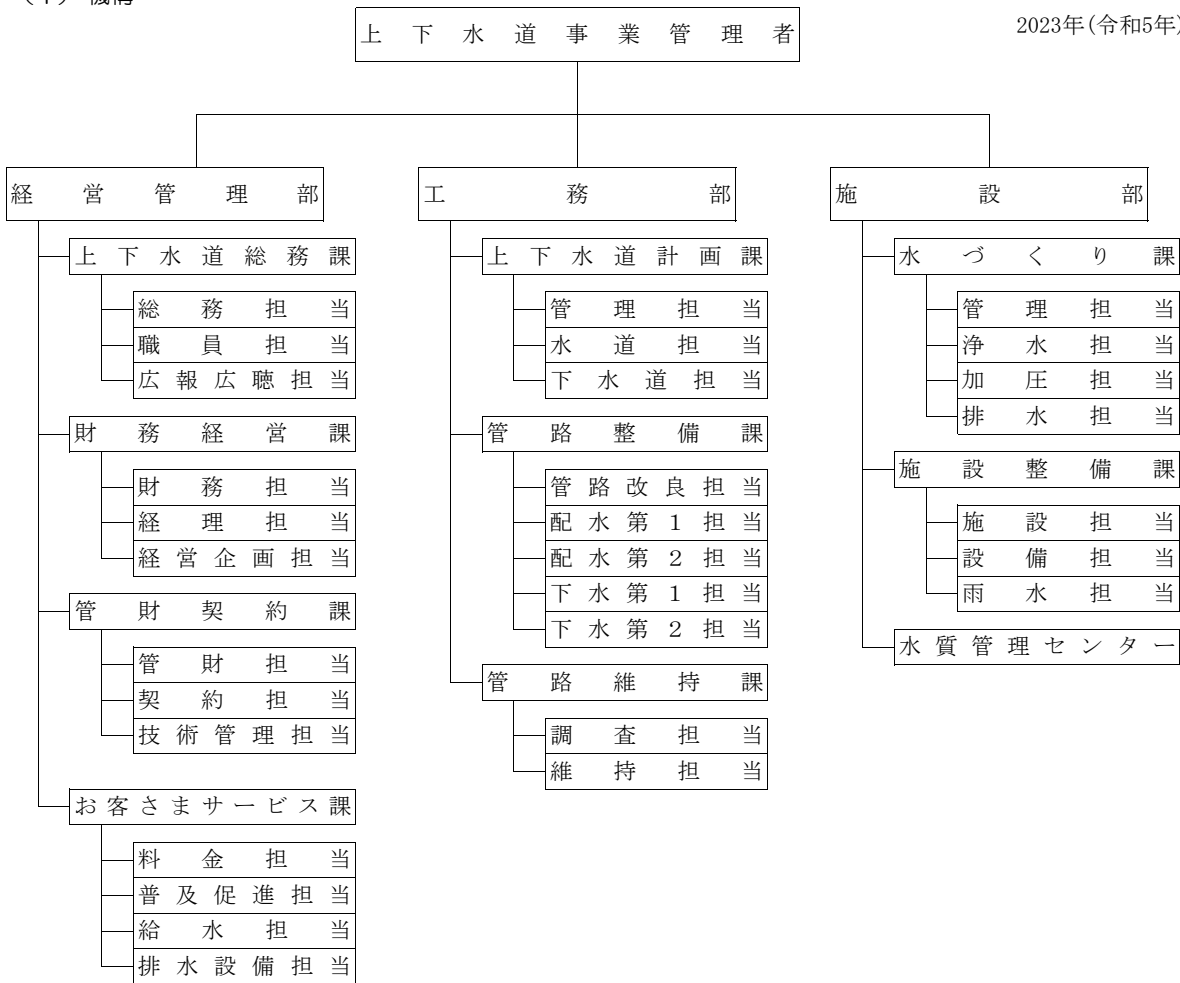 上下水道事業管理者
2023年(令和5年)
経営管理部
上下水道総務課
総務担当
職員担当
広報広聴担当
財務経営課
財務担当
経理担当
経営企画担当
管財契約課
管財担当
契約担当
技術管理担当
お客さまサービス課
料金担当
普及促進担当
給水担当
排水設備担当
工務部
上下水道計画課
管理担当
水道担当
下水道担当
管路整備課
管路改良担当
配水第1担当
配水第2担当
下水第1担当
下水第2担当
管路維持課
調査担当
維持担当
施設部
水づくり課
管理担当
浄水担当
加圧担当
排水担当
施設整備課
施設担当
設備担当
雨水担当
水質管理センター